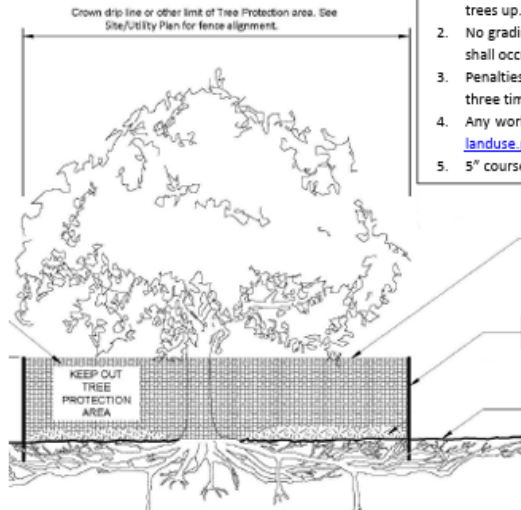 Crown drip line or other limit of Tree Protection area. See
Site/Utility Plan for fence alignment.
trees up.
2. No gradi
shall occ
3. Penalties
three tim
4. Any wor
landuse.
5. 5" cours
KEEP OUT
TREE
PROTECTION
AREA